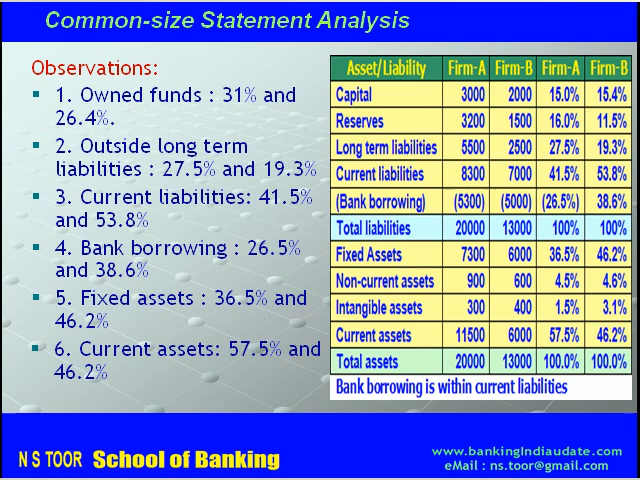 Common-size Statement Analysis
Observations:
1. Owned funds : 31% and
26.4%.
2. Outside long term
liabilities : 27.5% and 19.3%
3. Current liabilities: 41.5%
and 53.8%
4. Bank borrowing : 26.5%
and 38.6%
5. Fixed assets : 36.5% and
46.2%
6. Current assets: 57.5% and
46.2%
Asset/Liability Firm-A Firm-B Firm-A Firm-B
Capital 3000 2000 15.0% 15.4%
Reserves 3200 1500 16.0% 11.5%
Long term liabilities 5500 2500 27.5% 19.3%
Current liabilities 8300 7000 41.5% 53.8%
(Bank borrowing) (5300) (5000) (26.5%) 38.6%
Total liabilities 20000 13000 100% 100%
Fixed Assets 7300 6000 36.5% 46.2%
Non-current assets 900 600 4.5% 4.6%
Intangible assets 300 400 1.5% 3.1%
Current assets 11500 6000 57.5% 46.2%
Total assets 20000 13000 100.0% 100.0%
Bank borrowing is within current liabilities
N S TOOR School of Banking
www.bankingindiaudate.com
eMail : ns.toor@gmail.com